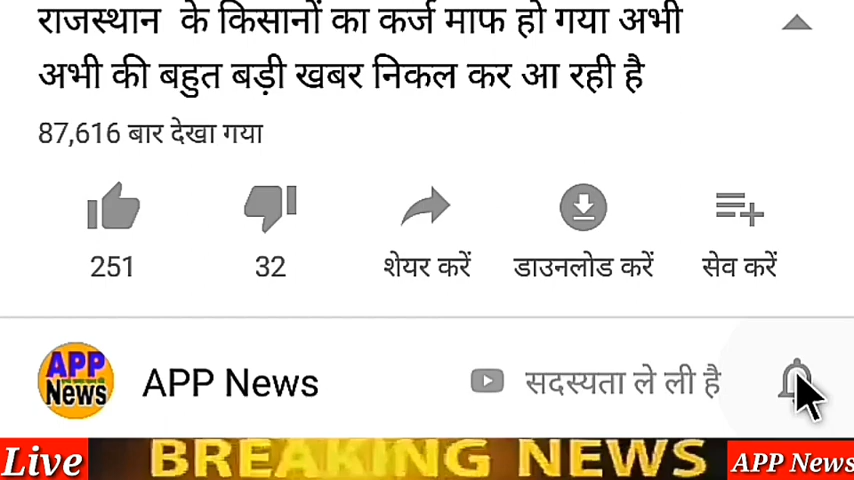 राजस्थान के किसानों का कर्ज माफ हो गया अभी
अभी की बहुत बड़ी खबर निकल कर आ रही है
87,616 बार देखा गया
251
32
शेयर करें
डाउनलोड करें
सेव करें
APP
News
APP News
सदस्यता ले ली है
Live
BREAKING NEWS
APP News